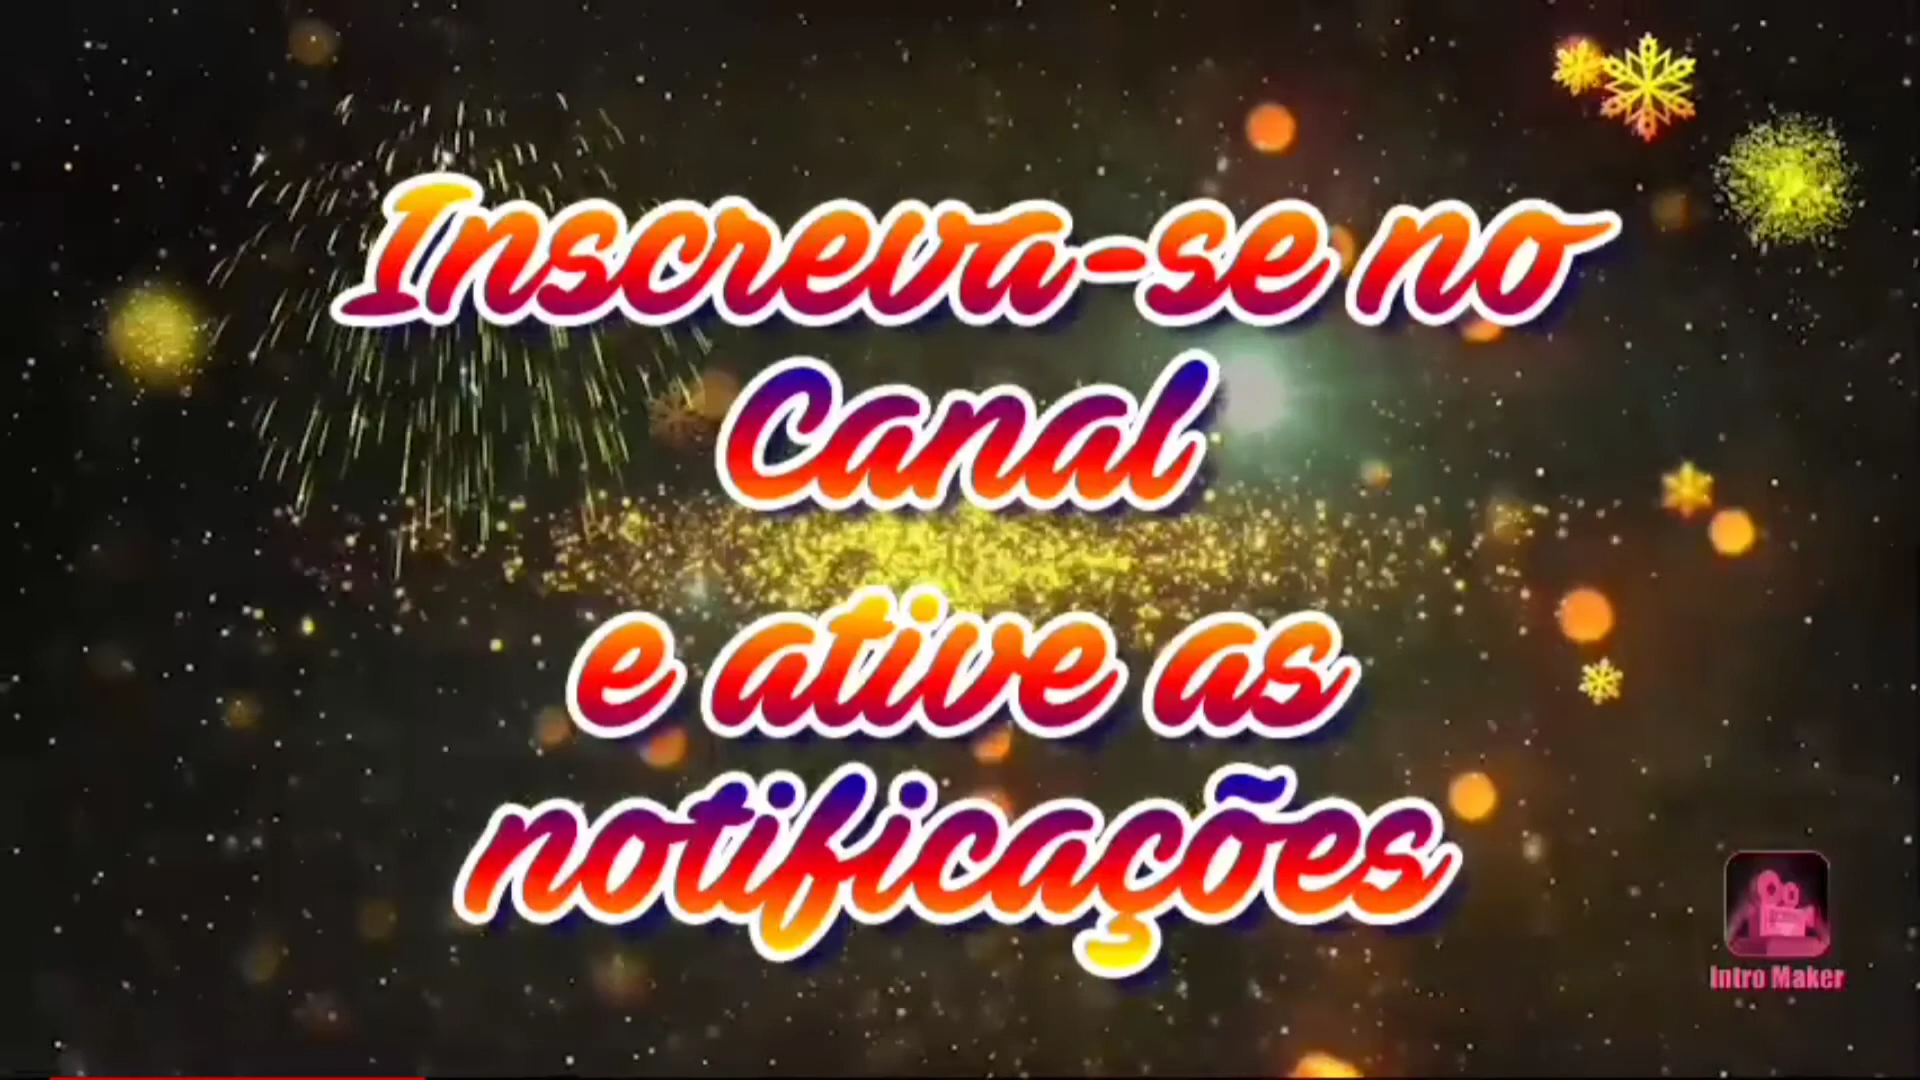 Inscreva-se no
Canal
e ative as
notificações
Intro Maker